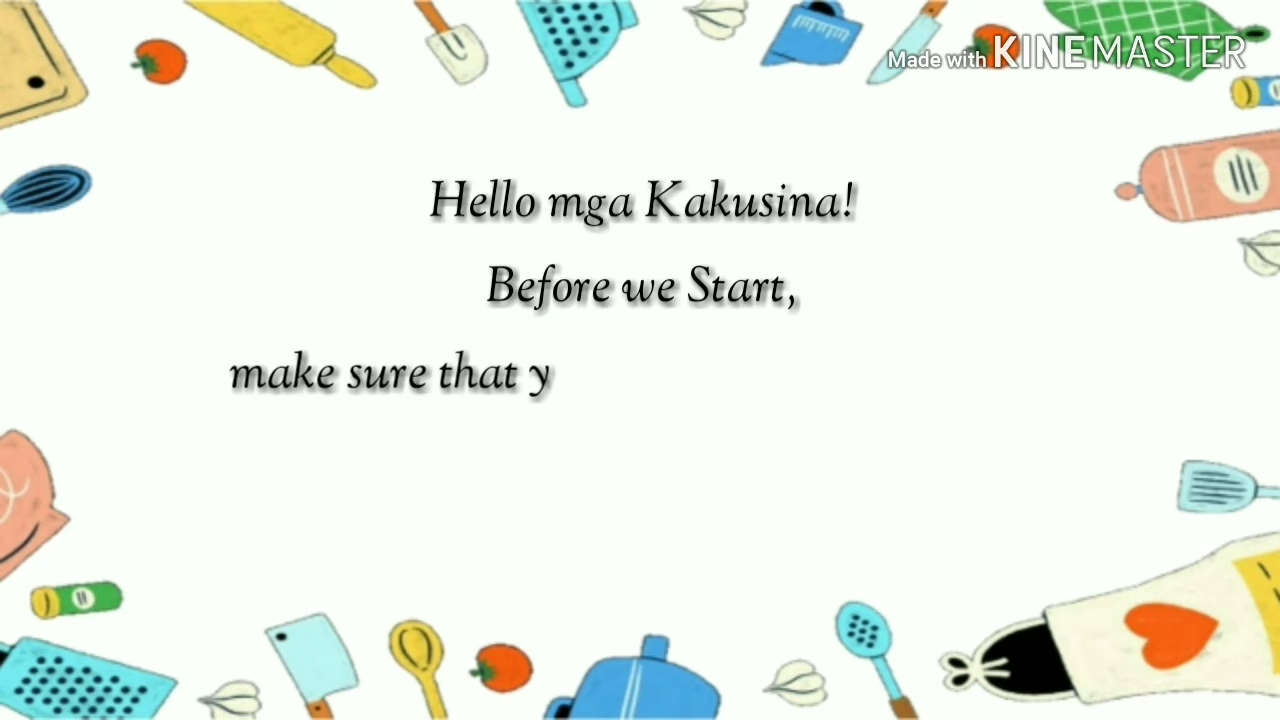 Made with KINEMASTER
Hello mga Kakusina!
Before we Start,
make sure that y